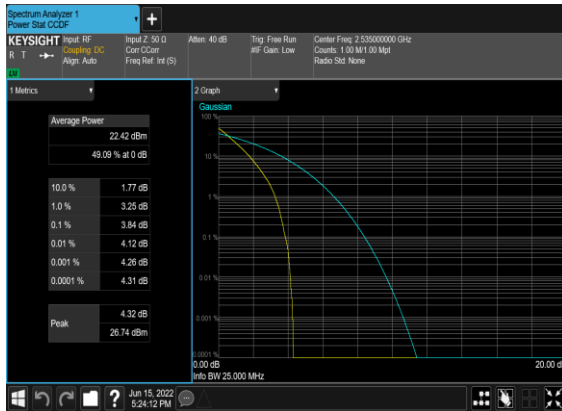 Spectrum Analyzer 1
Power Stat CCDF
KEYSIGHT
R T
Input: RF
Coupling: DC
Align: Auto
Input Z: 50 Ω
Corr CCorr
Freq Ref: Int (S)
Atten: 40 dB
Trig: Free Run
#IF Gain: Low
Center Freq: 2.535000000 GHz
Counts: 1.00 M/1.00 Mpt
Radio Std: None
1 Metrics
Average Power
22.42 dBm
49.09 % at 0 dB
10.0 % 1.77 dB
1.0 % 3.25 dB
0.1 % 3.84 dB
0.01 % 4.12 dB
0.001 % 4.26 dB
0.0001 % 4.31 dB
Peak 4.32 dB
26.74 dBm
2 Graph
Gaussian
100 %
10 %
1 %
0.1 %
0.01 %
0.001 %
0.0001 %
0.00 dB 20.00 d
Info BW 25.000 MHz
Jun 15, 2022
5:24:12 PM